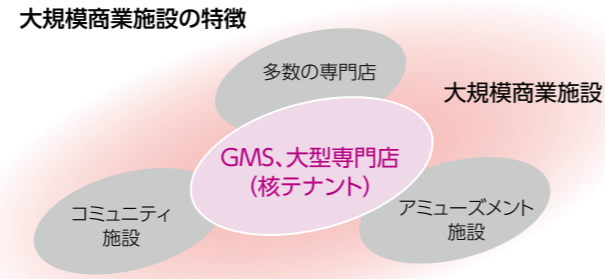 大規模商業施設の特徴
多数の専門店
大規模商業施設
GMS、大型専門店
(核テナント)
コミュニティ
施設
アミューズメント
施設